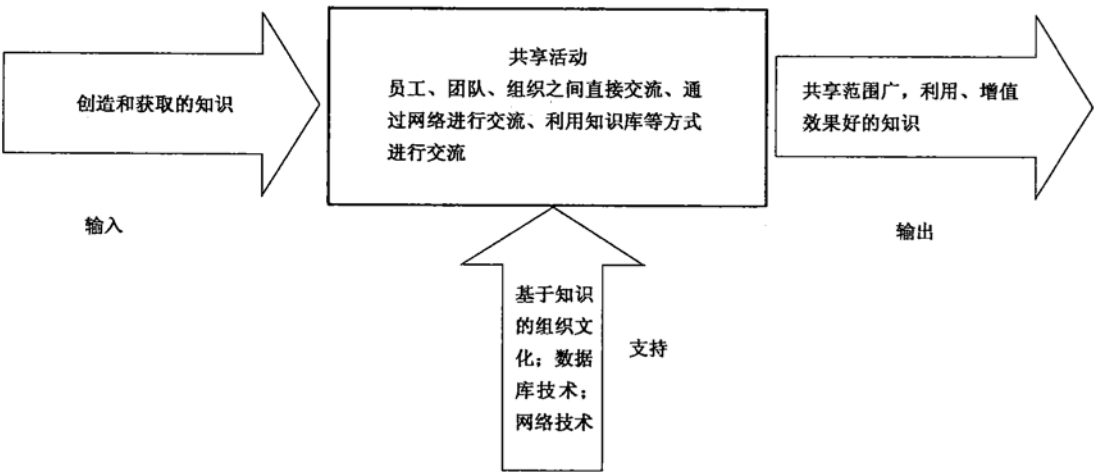 共享活动
创造和获取的知识
员工、团队、组织之间直接交流、通
过网络进行交流、利用知识库等方式
进行交流
共享范围广，利用、增值
效果好的知识
输入
输出
基于知识
的组织文
化；数据
库技术；
网络技术
支持